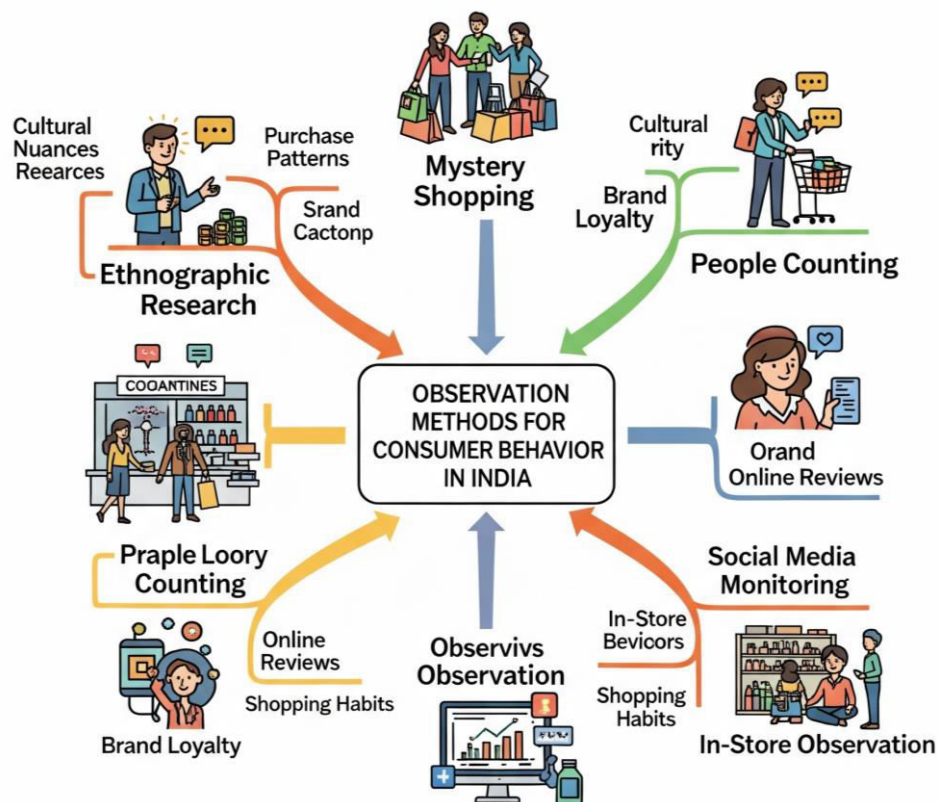 Mystery
Shopping
Cultural
Nuances
Reearces
Purchase
Patterns
Srand
Cactonp
Ethnographic
Research
Cultural
rity
Brand
Loyalty
People Counting
COQANTINES
OBSERVATION
METHODS FOR
CONSUMER BEHAVIOR
IN INDIA
Orand
Online Reviews
Praple Loory
Counting
Online
Reviews
Shopping Habits
Brand Loyalty
Observivs
Observation
Social Media
Monitoring
In-Store
Bevicors
Shopping
Habits
In-Store Observation